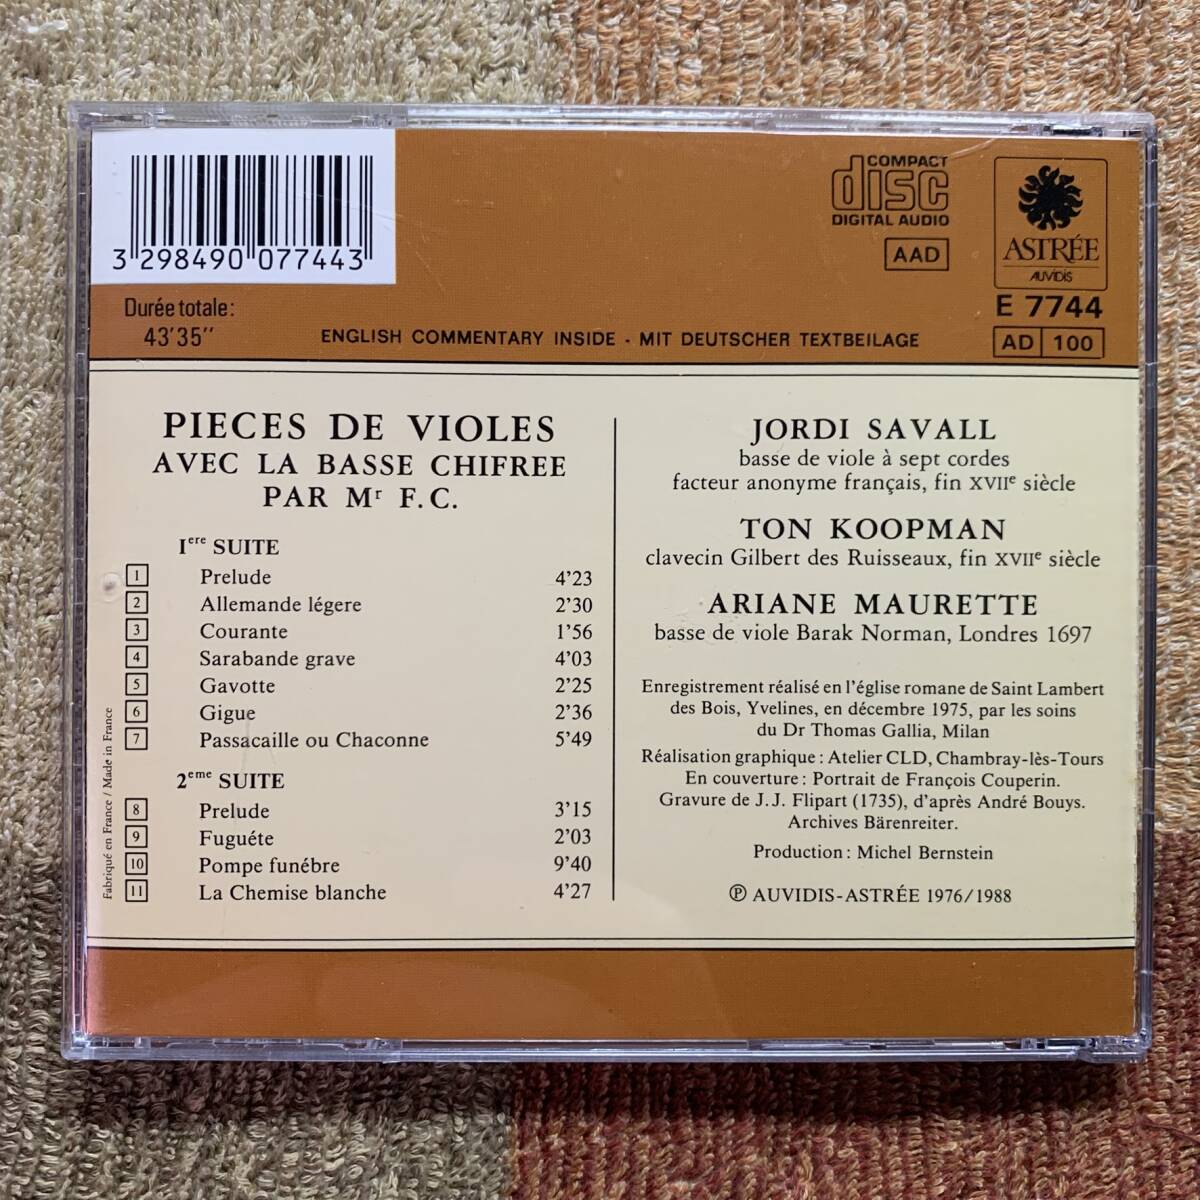 3 298490 077443
COMPACT
disc
DIGITAL AUDIO
AAD
ASTRÉE
AUVIDIS
E 7744
AD 100
Durée totale:
43'35''
ENGLISH COMMENTARY INSIDE - MIT DEUTSCHER TEXTBEILAGE
PIECES DE VIOLES
AVEC LA BASSE CHIFREE
PAR Mr F.C.
1ere SUITE
1 Prelude 4'23
2 Allemande légere 2'30
3 Courante 1'56
4 Sarabande grave 4'03
5 Gavotte 2'25
6 Gigue 2'36
7 Passacaille ou Chaconne 5'49
2eme SUITE
8 Prelude 3'15
9 Fuguéte 2'03
10 Pompe funébre 9'40
11 La Chemise blanche 4'27
Fabriqué en France / Made in France
JORDI SAVALL
basse de viole à sept cordes
facteur anonyme français, fin XVIIe siècle
TON KOOPMAN
clavecin Gilbert des Ruisseaux, fin XVIIe siècle
ARIANE MAURETTE
basse de viole Barak Norman, Londres 1697
Enregistrement réalisé en l'église romane de Saint Lambert
des Bois, Yvelines, en décembre 1975, par les soins
du Dr Thomas Gallia, Milan
Réalisation graphique : Atelier CLD, Chambray-lès-Tours
En couverture : Portrait de François Couperin.
Gravure de J.J. Flipart (1735), d'après André Bouys.
Archives Bärenreiter.
Production : Michel Bernstein
℗ AUVIDIS-ASTRÉE 1976/1988